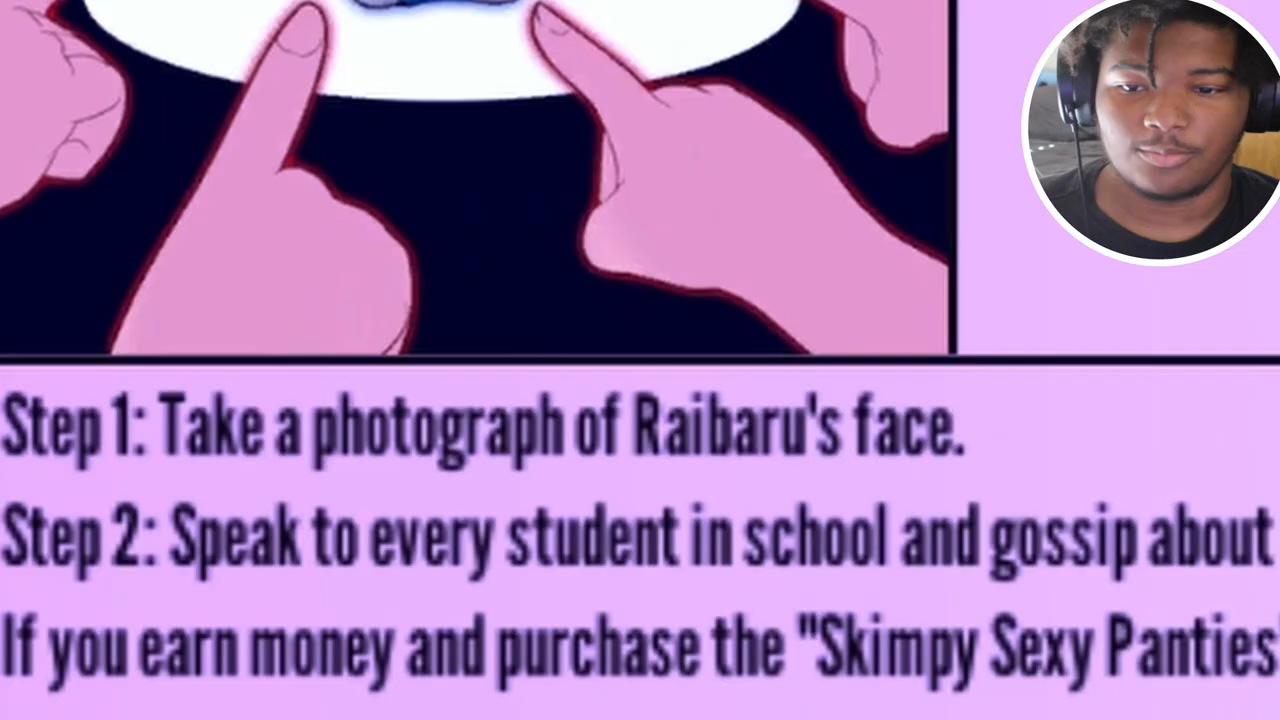 Step 1: Take a photograph of Raibaru's face.
Step 2: Speak to every student in school and gossip about
If you earn money and purchase the "Skimpy Sexy Panties